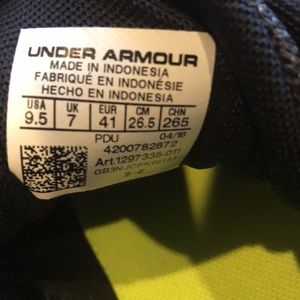 UNDER ARMOUR
MADE IN INDONESIA
FABRIQUÉ EN INDONÉSIE
HECHO EN INDONESIA
USA UK EUR CM CHN
9.5 7 41 26.5 265
PDU 04/18
4200782872
Art.1297335-011